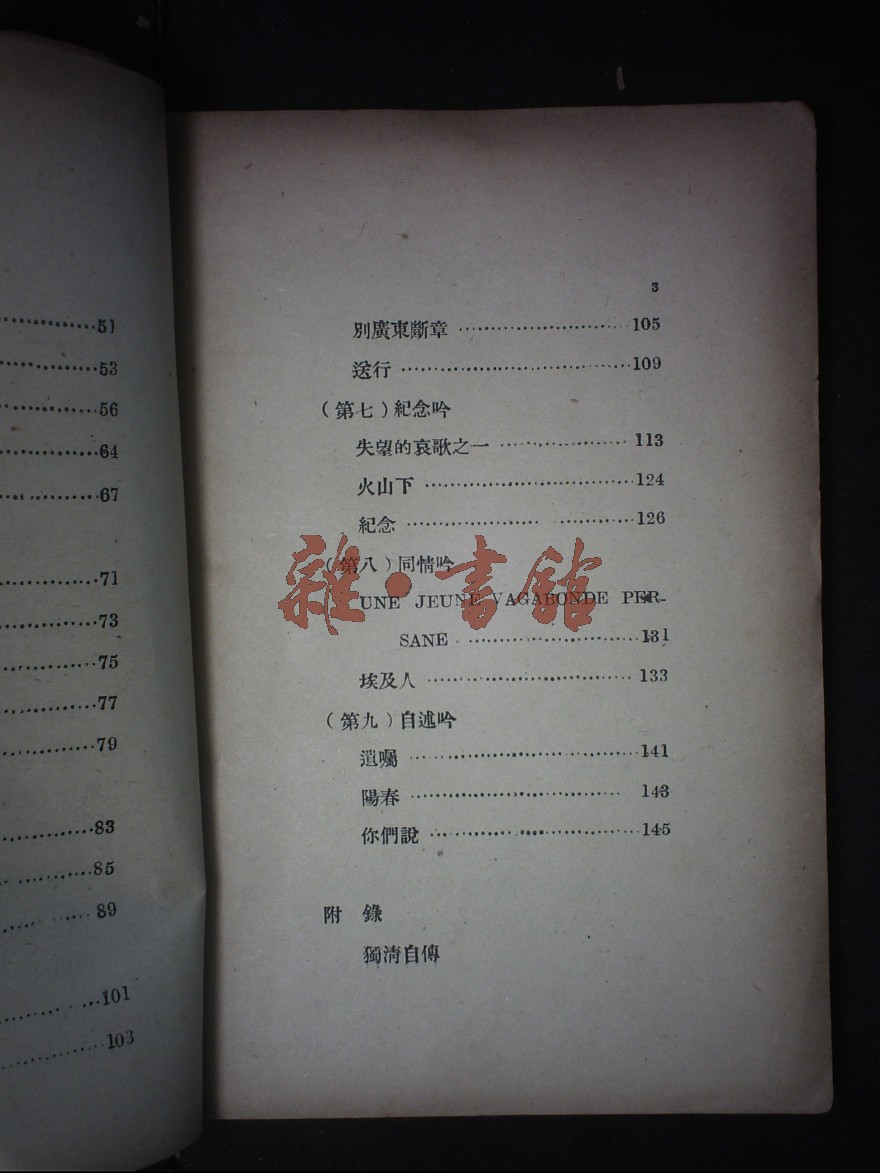 51
53
56
64
67
71
73
75
77
79
83
85
89
101
103
3
別廣東斷章 ………………………… 105
送行 ………………………… 109
（第七）紀念吟
失望的哀歌之一 ………………………… 113
火山下 ………………………… 124
紀念 ………………………… 126
（第八）同情吟
UNE JEUNE VAGABONDE PER-
SANE ………………………… 131
埃及人 ………………………… 133
（第九）自述吟
遺囑 ………………………… 141
陽春 ………………………… 143
你們說 ………………………… 145
附 錄
獨清自傳
雜·書館